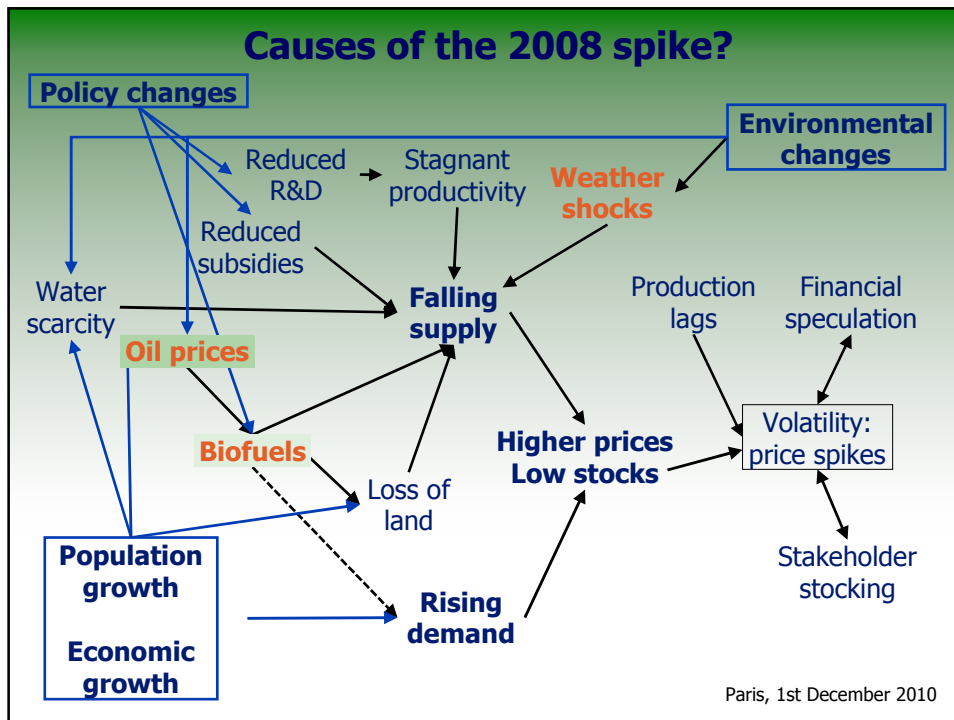 Causes of the 2008 spike?
Policy changes
Environmental
changes
Reduced
R&D
Stagnant
productivity
Weather
shocks
Reduced
subsidies
Water
scarcity
Falling
supply
Production
lags
Financial
speculation
Oil prices
Biofuels
Higher prices
Low stocks
Volatility:
price spikes
Loss of
land
Population
growth
Economic
growth
Rising
demand
Stakeholder
stocking
Paris, 1st December 2010